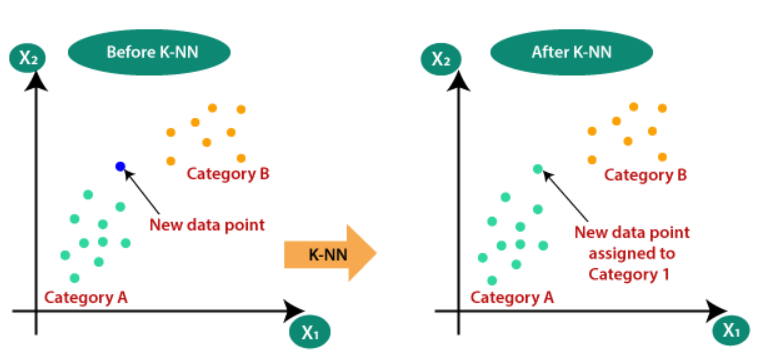 Before K-NN
X₂
Category B
New data point
Category A
X₁
K-NN
After K-NN
X₂
Category B
New data point
assigned to
Category 1
Category A
X₁